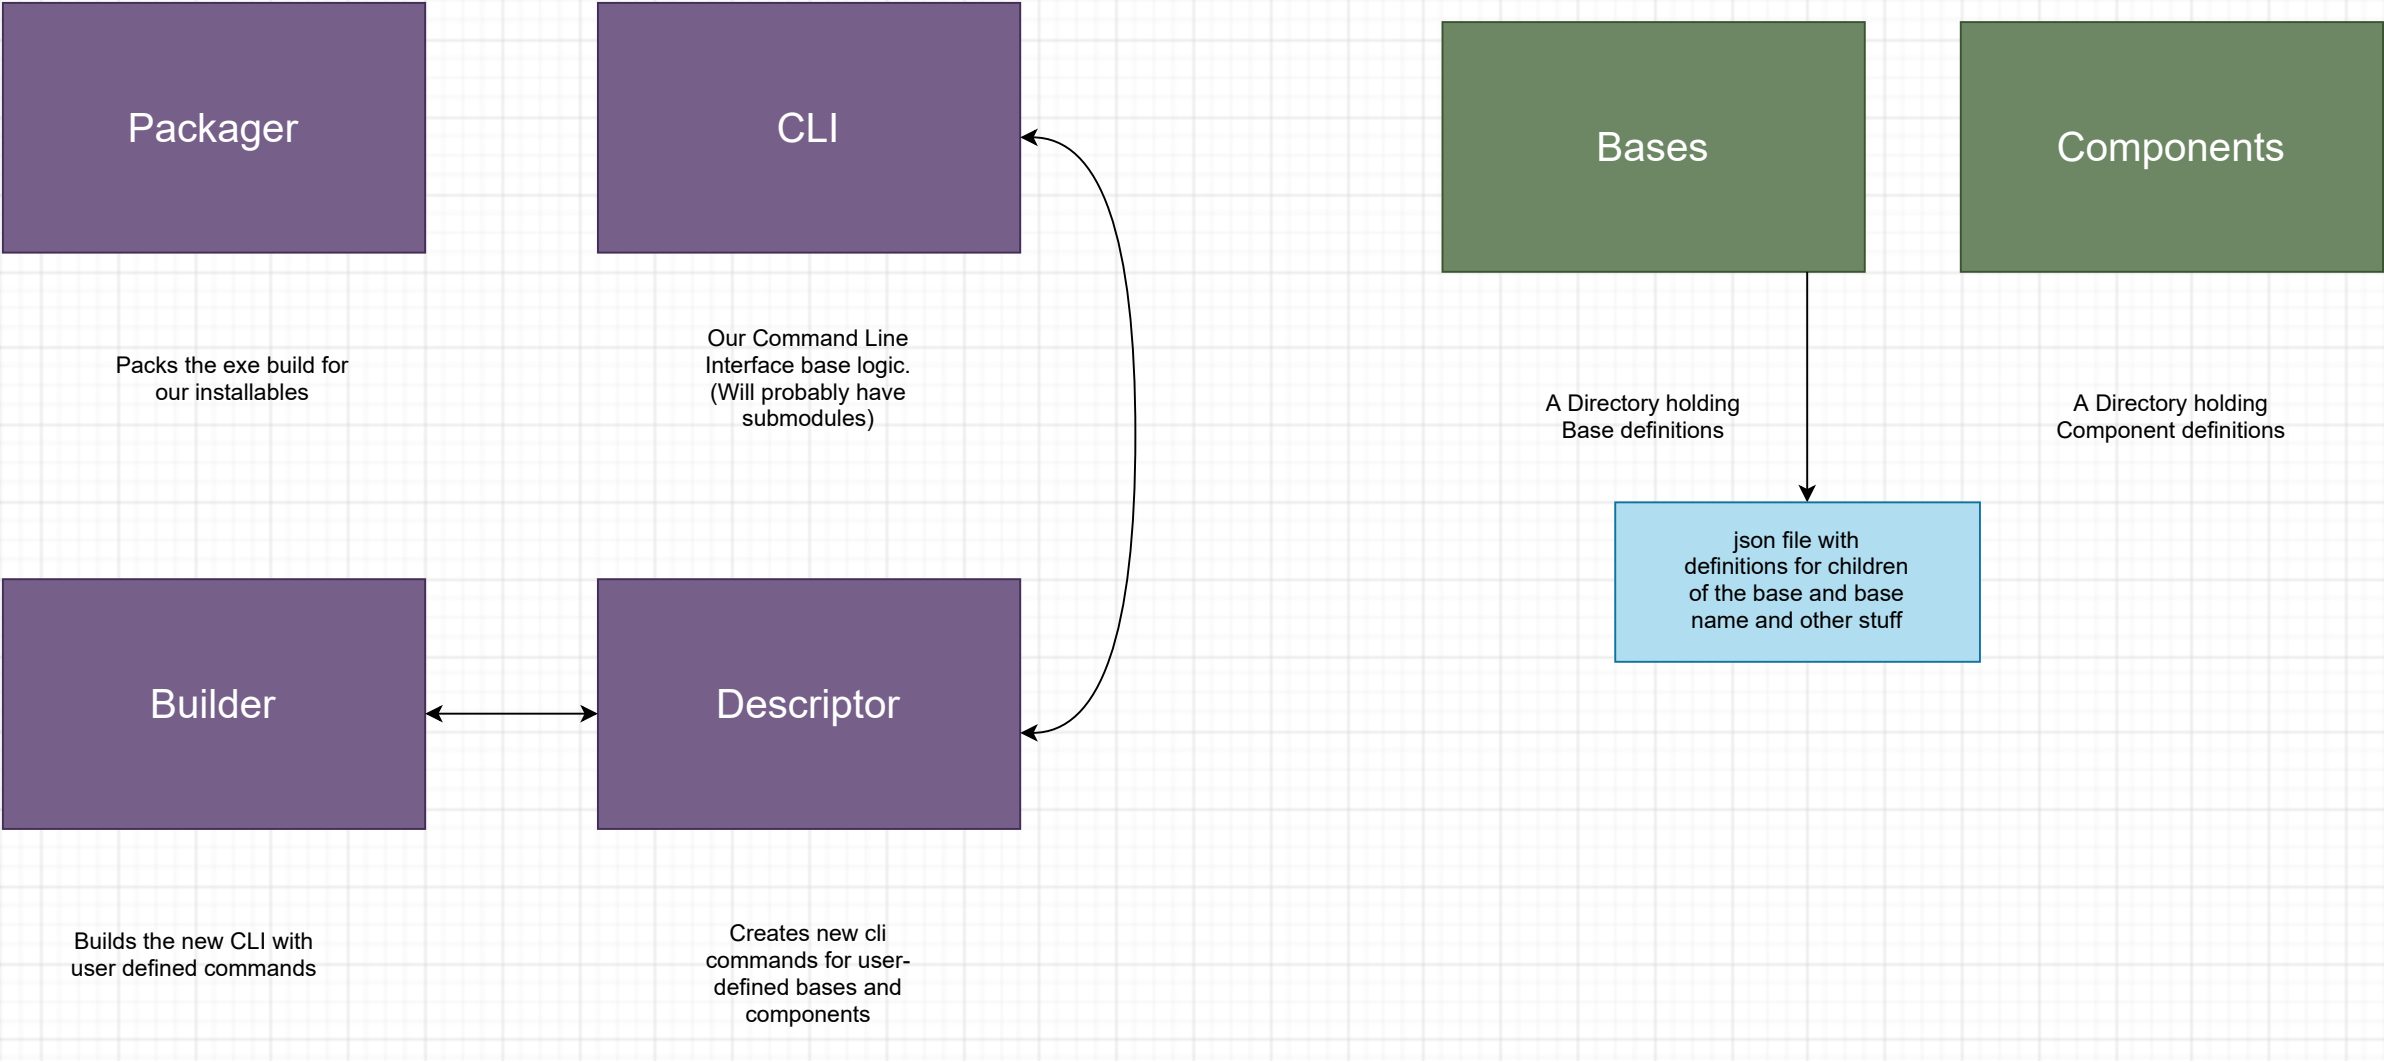 Packager
CLI
Bases
Components
Packs the exe build for
our installables
Our Command Line
Interface base logic.
(Will probably have
submodules)
A Directory holding
Base definitions
A Directory holding
Component definitions
json file with
definitions for children
of the base and base
name and other stuff
Builder
Descriptor
Builds the new CLI with
user defined commands
Creates new cli
commands for user-
defined bases and
components